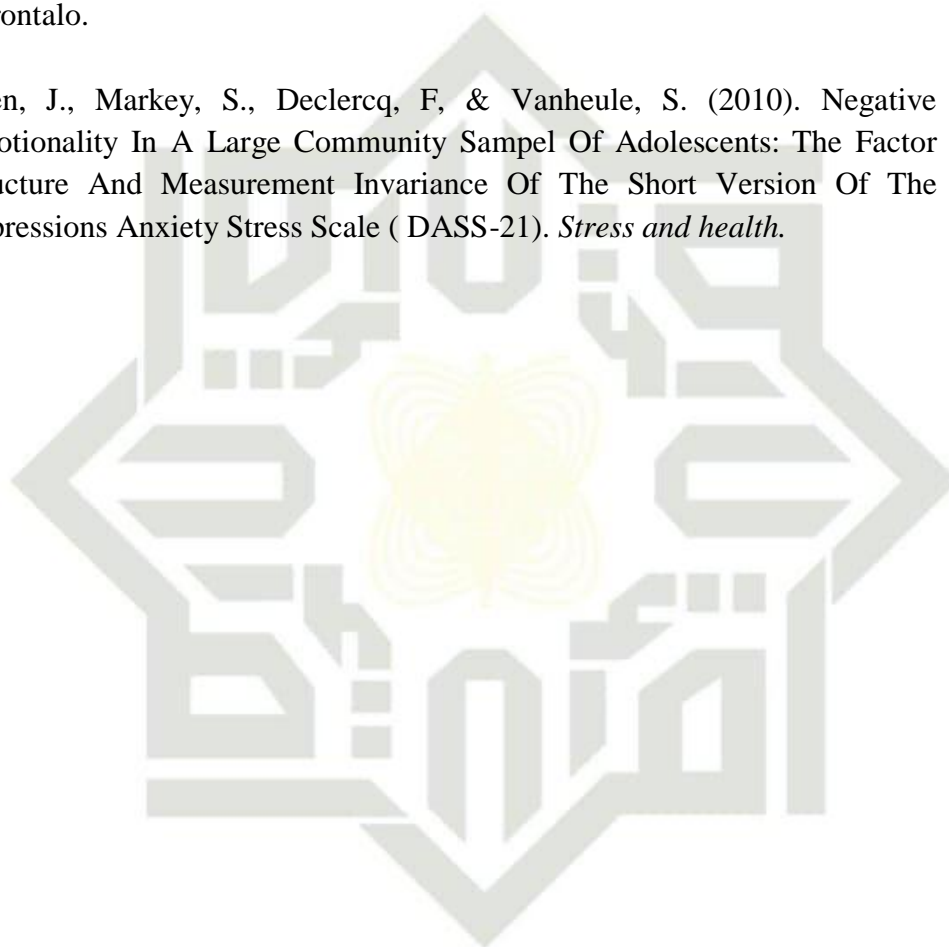 rontalo.
en, J., Markey, S., Declercq, F, & Vanheule, S. (2010). Negative
otionality In A Large Community Sampel Of Adolescents: The Factor
ucture And Measurement Invariance Of The Short Version Of The
pressions Anxiety Stress Scale ( DASS-21). Stress and health.